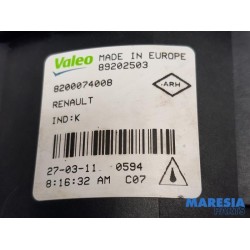 Valeo
MADE IN EUROPE
89202503
8200074008
ARH
RENAULT
IND:K
27-03-11 0594
8:16:32 AM C07
MARESIA
PARTS